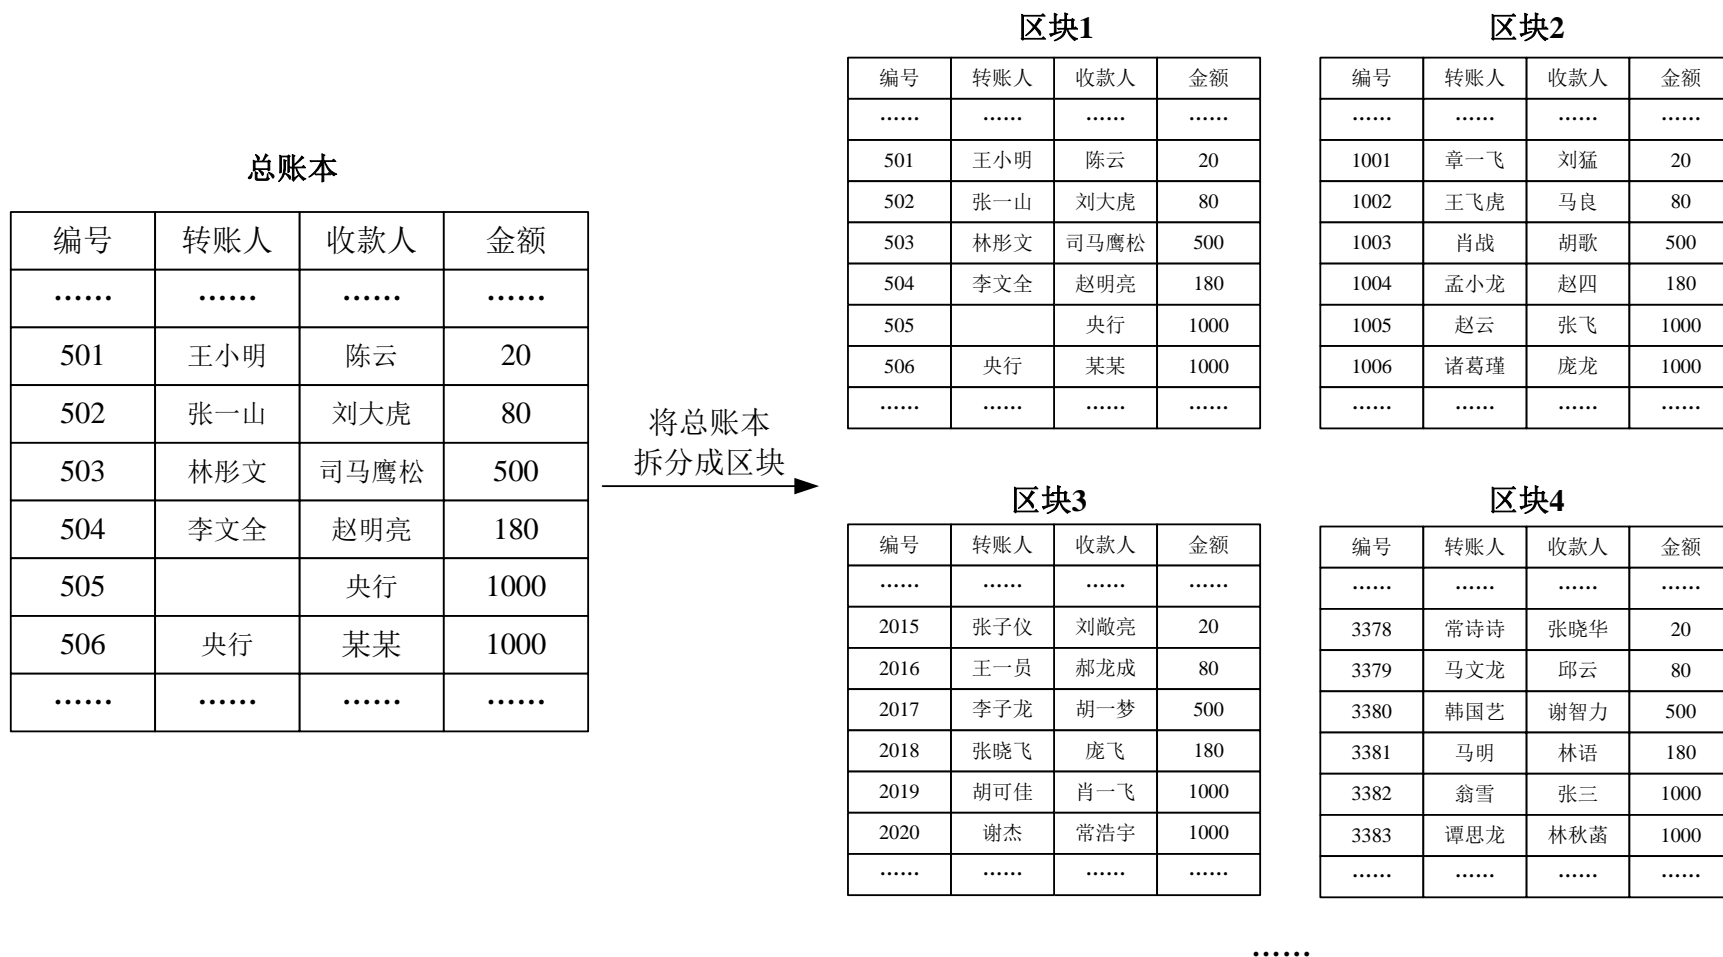 总账本
编号 转账人 收款人 金额
…… …… …… ……
501 王小明 陈云 20
502 张一山 刘大虎 80
503 林彤文 司马鹰松 500
504 李文全 赵明亮 180
505 央行 1000
506 央行 某某 1000
…… …… …… ……
将总账本
拆分成区块
区块1
编号 转账人 收款人 金额
…… …… …… ……
501 王小明 陈云 20
502 张一山 刘大虎 80
503 林彤文 司马鹰松 500
504 李文全 赵明亮 180
505 央行 1000
506 央行 某某 1000
…… …… …… ……
区块2
编号 转账人 收款人 金额
…… …… …… ……
1001 章一飞 刘猛 20
1002 王飞虎 马良 80
1003 肖战 胡歌 500
1004 孟小龙 赵四 180
1005 赵云 张飞 1000
1006 诸葛瑾 庞龙 1000
…… …… …… ……
区块3
编号 转账人 收款人 金额
…… …… …… ……
2015 张子仪 刘敞亮 20
2016 王一员 郝龙成 80
2017 李子龙 胡一梦 500
2018 张晓飞 庞飞 180
2019 胡可佳 肖一飞 1000
2020 谢杰 常浩宇 1000
…… …… …… ……
区块4
编号 转账人 收款人 金额
…… …… …… ……
3378 常诗诗 张晓华 20
3379 马文龙 邱云 80
3380 韩国艺 谢智力 500
3381 马明 林语 180
3382 翁雪 张三 1000
3383 谭思龙 林秋菡 1000
…… …… …… ……
……